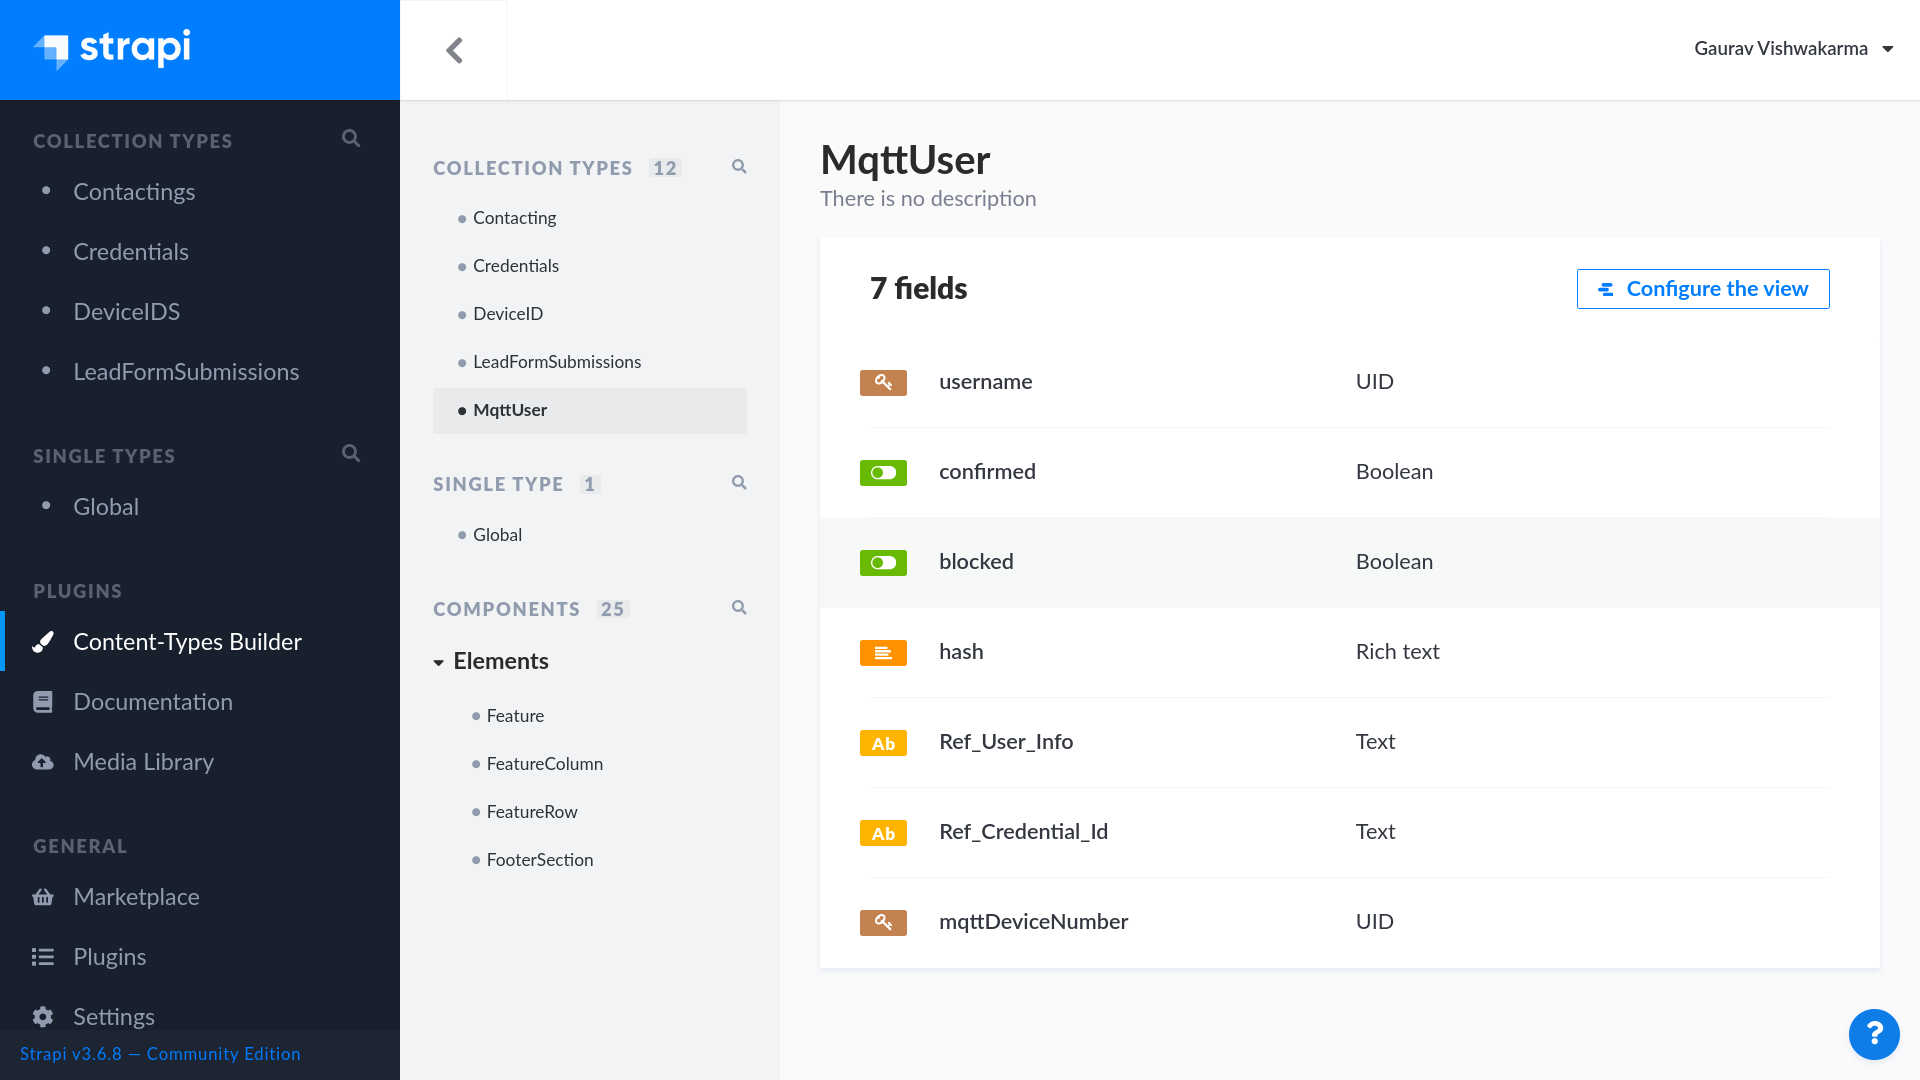 strapi
Gaurav Vishwakarma
COLLECTION TYPES
Contactings
Credentials
DeviceIDS
LeadFormSubmissions
SINGLE TYPES
Global
PLUGINS
Content-Types Builder
Documentation
Media Library
GENERAL
Marketplace
Plugins
Settings
Strapi v3.6.8 — Community Edition
COLLECTION TYPES 12
Contacting
Credentials
DeviceID
LeadFormSubmissions
MqttUser
SINGLE TYPE 1
Global
COMPONENTS 25
Elements
Feature
FeatureColumn
FeatureRow
FooterSection
MqttUser
There is no description
7 fields
Configure the view
username UID
confirmed Boolean
blocked Boolean
hash Rich text
Ab Ref_User_Info Text
Ab Ref_Credential_Id Text
mqttDeviceNumber UID
?